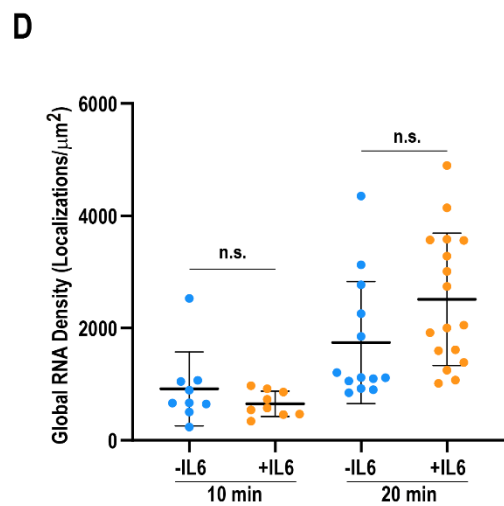 D
Global RNA Density (Localizations/μm²)
6000
4000
2000
0
n.s.
n.s.
-IL6 +IL6 -IL6 +IL6
10 min 20 min